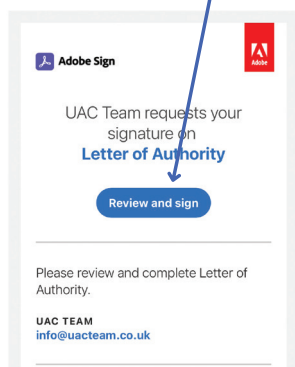 Adobe Sign
Adobe
UAC Team requests your
signature on
Letter of Authority
Review and sign
Please review and complete Letter of
Authority.
UAC TEAM
info@uacteam.co.uk